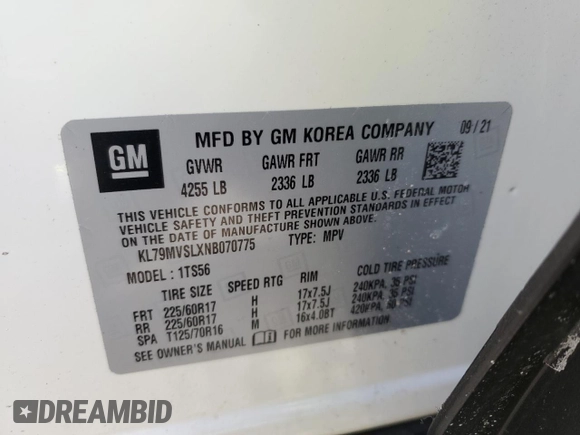 GM
MFD BY GM KOREA COMPANY 09/21
GVWR GAWR FRT GAWR RR
4255 LB 2336 LB 2336 LB
THIS VEHICLE CONFORMS TO ALL APPLICABLE U.S. FEDERAL MOTOR
VEHICLE SAFETY AND THEFT PREVENTION STANDARDS IN EFFECT
ON THE DATE OF MANUFACTURE SHOWN ABOVE.
KL79MVSLXNB070775 TYPE: MPV
MODEL: 1TS56
TIRE SIZE SPEED RTG RIM COLD TIRE PRESSURE
FRT 225/60R17 H 17x7.5J 240KPA, 35 PSI
RR 225/60R17 H 17x7.5J 240KPA, 35 PSI
SPA T125/70R16 M 16x4.0BT 420KPA, 60 PSI
SEE OWNER'S MANUAL FOR MORE INFORMATION
DREAMBID